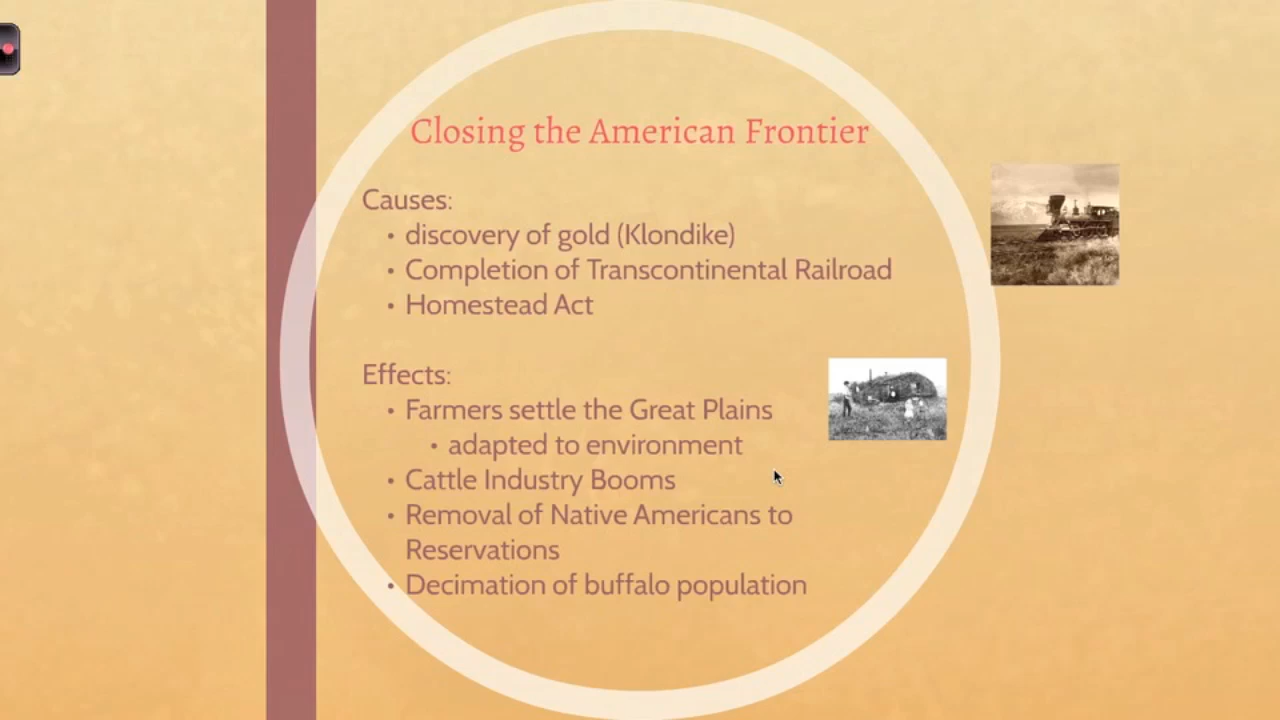 Closing the American Frontier
Causes:
• discovery of gold (Klondike)
• Completion of Transcontinental Railroad
• Homestead Act
Effects:
• Farmers settle the Great Plains
• adapted to environment
• Cattle Industry Booms
• Removal of Native Americans to
Reservations
• Decimation of buffalo population